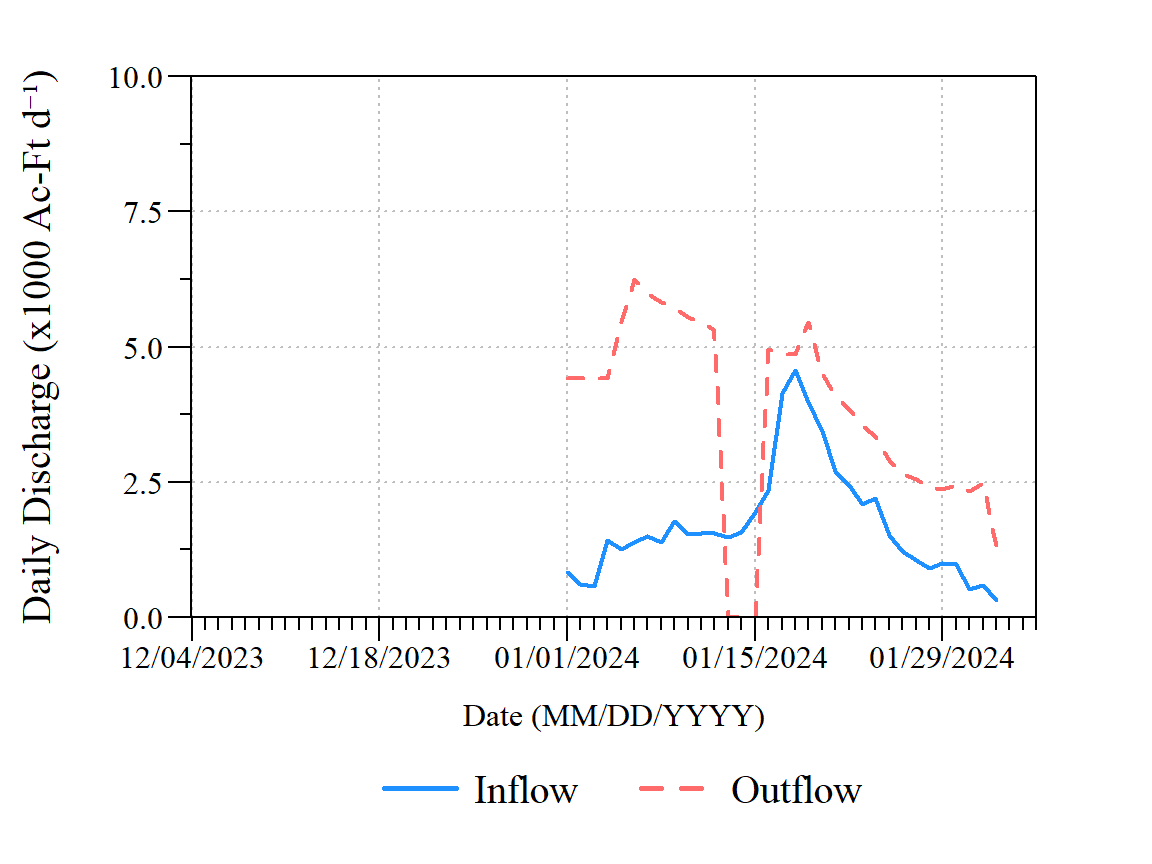 Daily Discharge (x1000 Ac-Ft d⁻¹)
10.0
7.5
5.0
2.5
0.0
12/04/2023 12/18/2023 01/01/2024 01/15/2024 01/29/2024
Date (MM/DD/YYYY)
Inflow Outflow